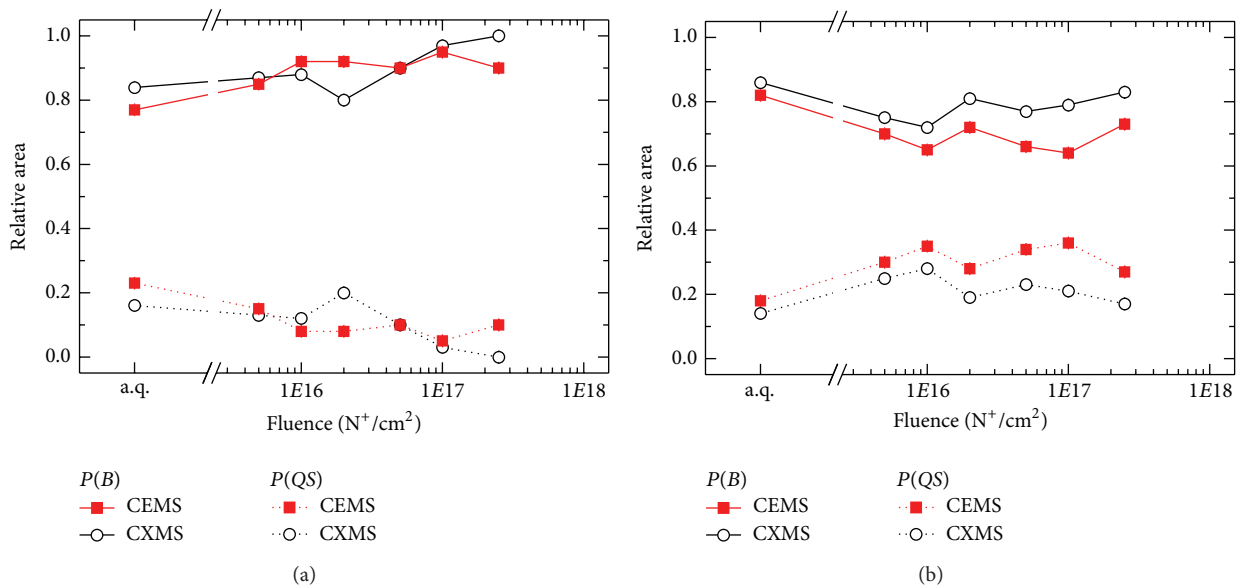 1.0
0.8
0.6
0.4
0.2
0.0
Relative area
a.q.
1E16
1E17
1E18
Fluence (N⁺/cm²)
P(B)
P(QS)
CEMS
CEMS
CXMS
CXMS
(a)
1.0
0.8
0.6
0.4
0.2
0.0
Relative area
a.q.
1E16
1E17
1E18
Fluence (N⁺/cm²)
P(B)
P(QS)
CEMS
CEMS
CXMS
CXMS
(b)